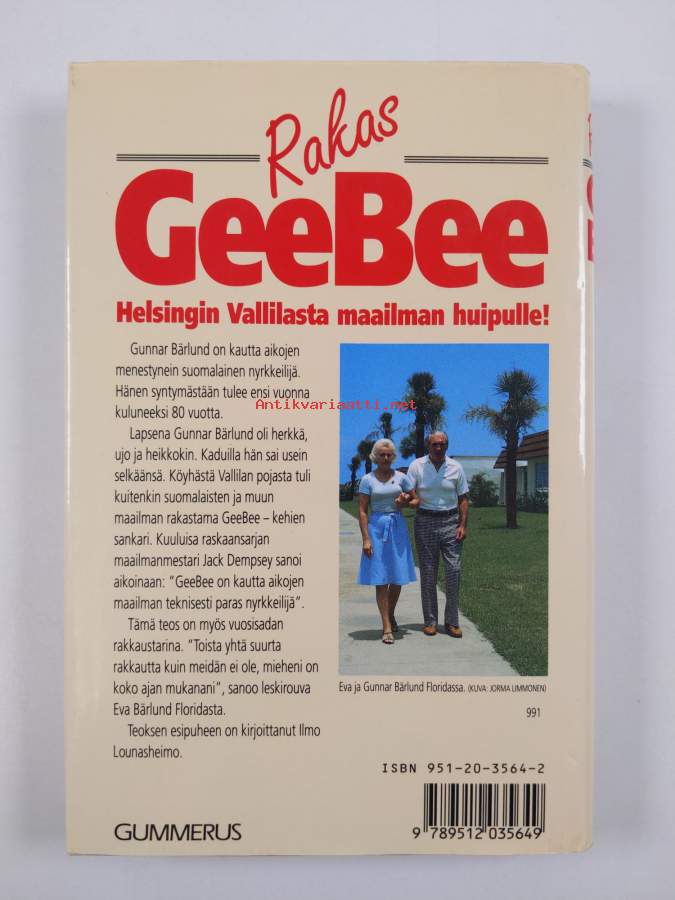 Rakas
GeeBee
Helsingin Vallilasta maailman huipulle!
Gunnar Bärlund on kautta aikojen
menestynein suomalainen nyrkkeilijä.
Hänen syntymästään tulee ensi vuonna
kuluneeksi 80 vuotta.
Lapsena Gunnar Bärlund oli herkkä,
ujo ja heikkokin. Kaduilla hän sai usein
selkäänsä. Köyhästä Vallilan pojasta tuli
kuitenkin suomalaisten ja muun
maailman rakastama GeeBee – kehien
sankari. Kuuluisa raskaansarjan
maailmanmestari Jack Dempsey sanoi
aikoinaan: ”GeeBee on kautta aikojen
maailman teknisesti paras nyrkkeilijä”.
Tämä teos on myös vuosisadan
rakkaustarina. ”Toista yhtä suurta
rakkautta kuin meidän ei ole, mieheni on
koko ajan mukanani”, sanoo leskirouva
Eva Bärlund Floridasta.
Teoksen esipuheen on kirjoittanut Ilmo
Lounasheimo.
Antikvariaatti.net
Eva ja Gunnar Bärlund Floridassa. (KUVA: JORMA LIMMONEN)
991
ISBN 951-20-3564-2
9 789512 035649
GUMMERUS